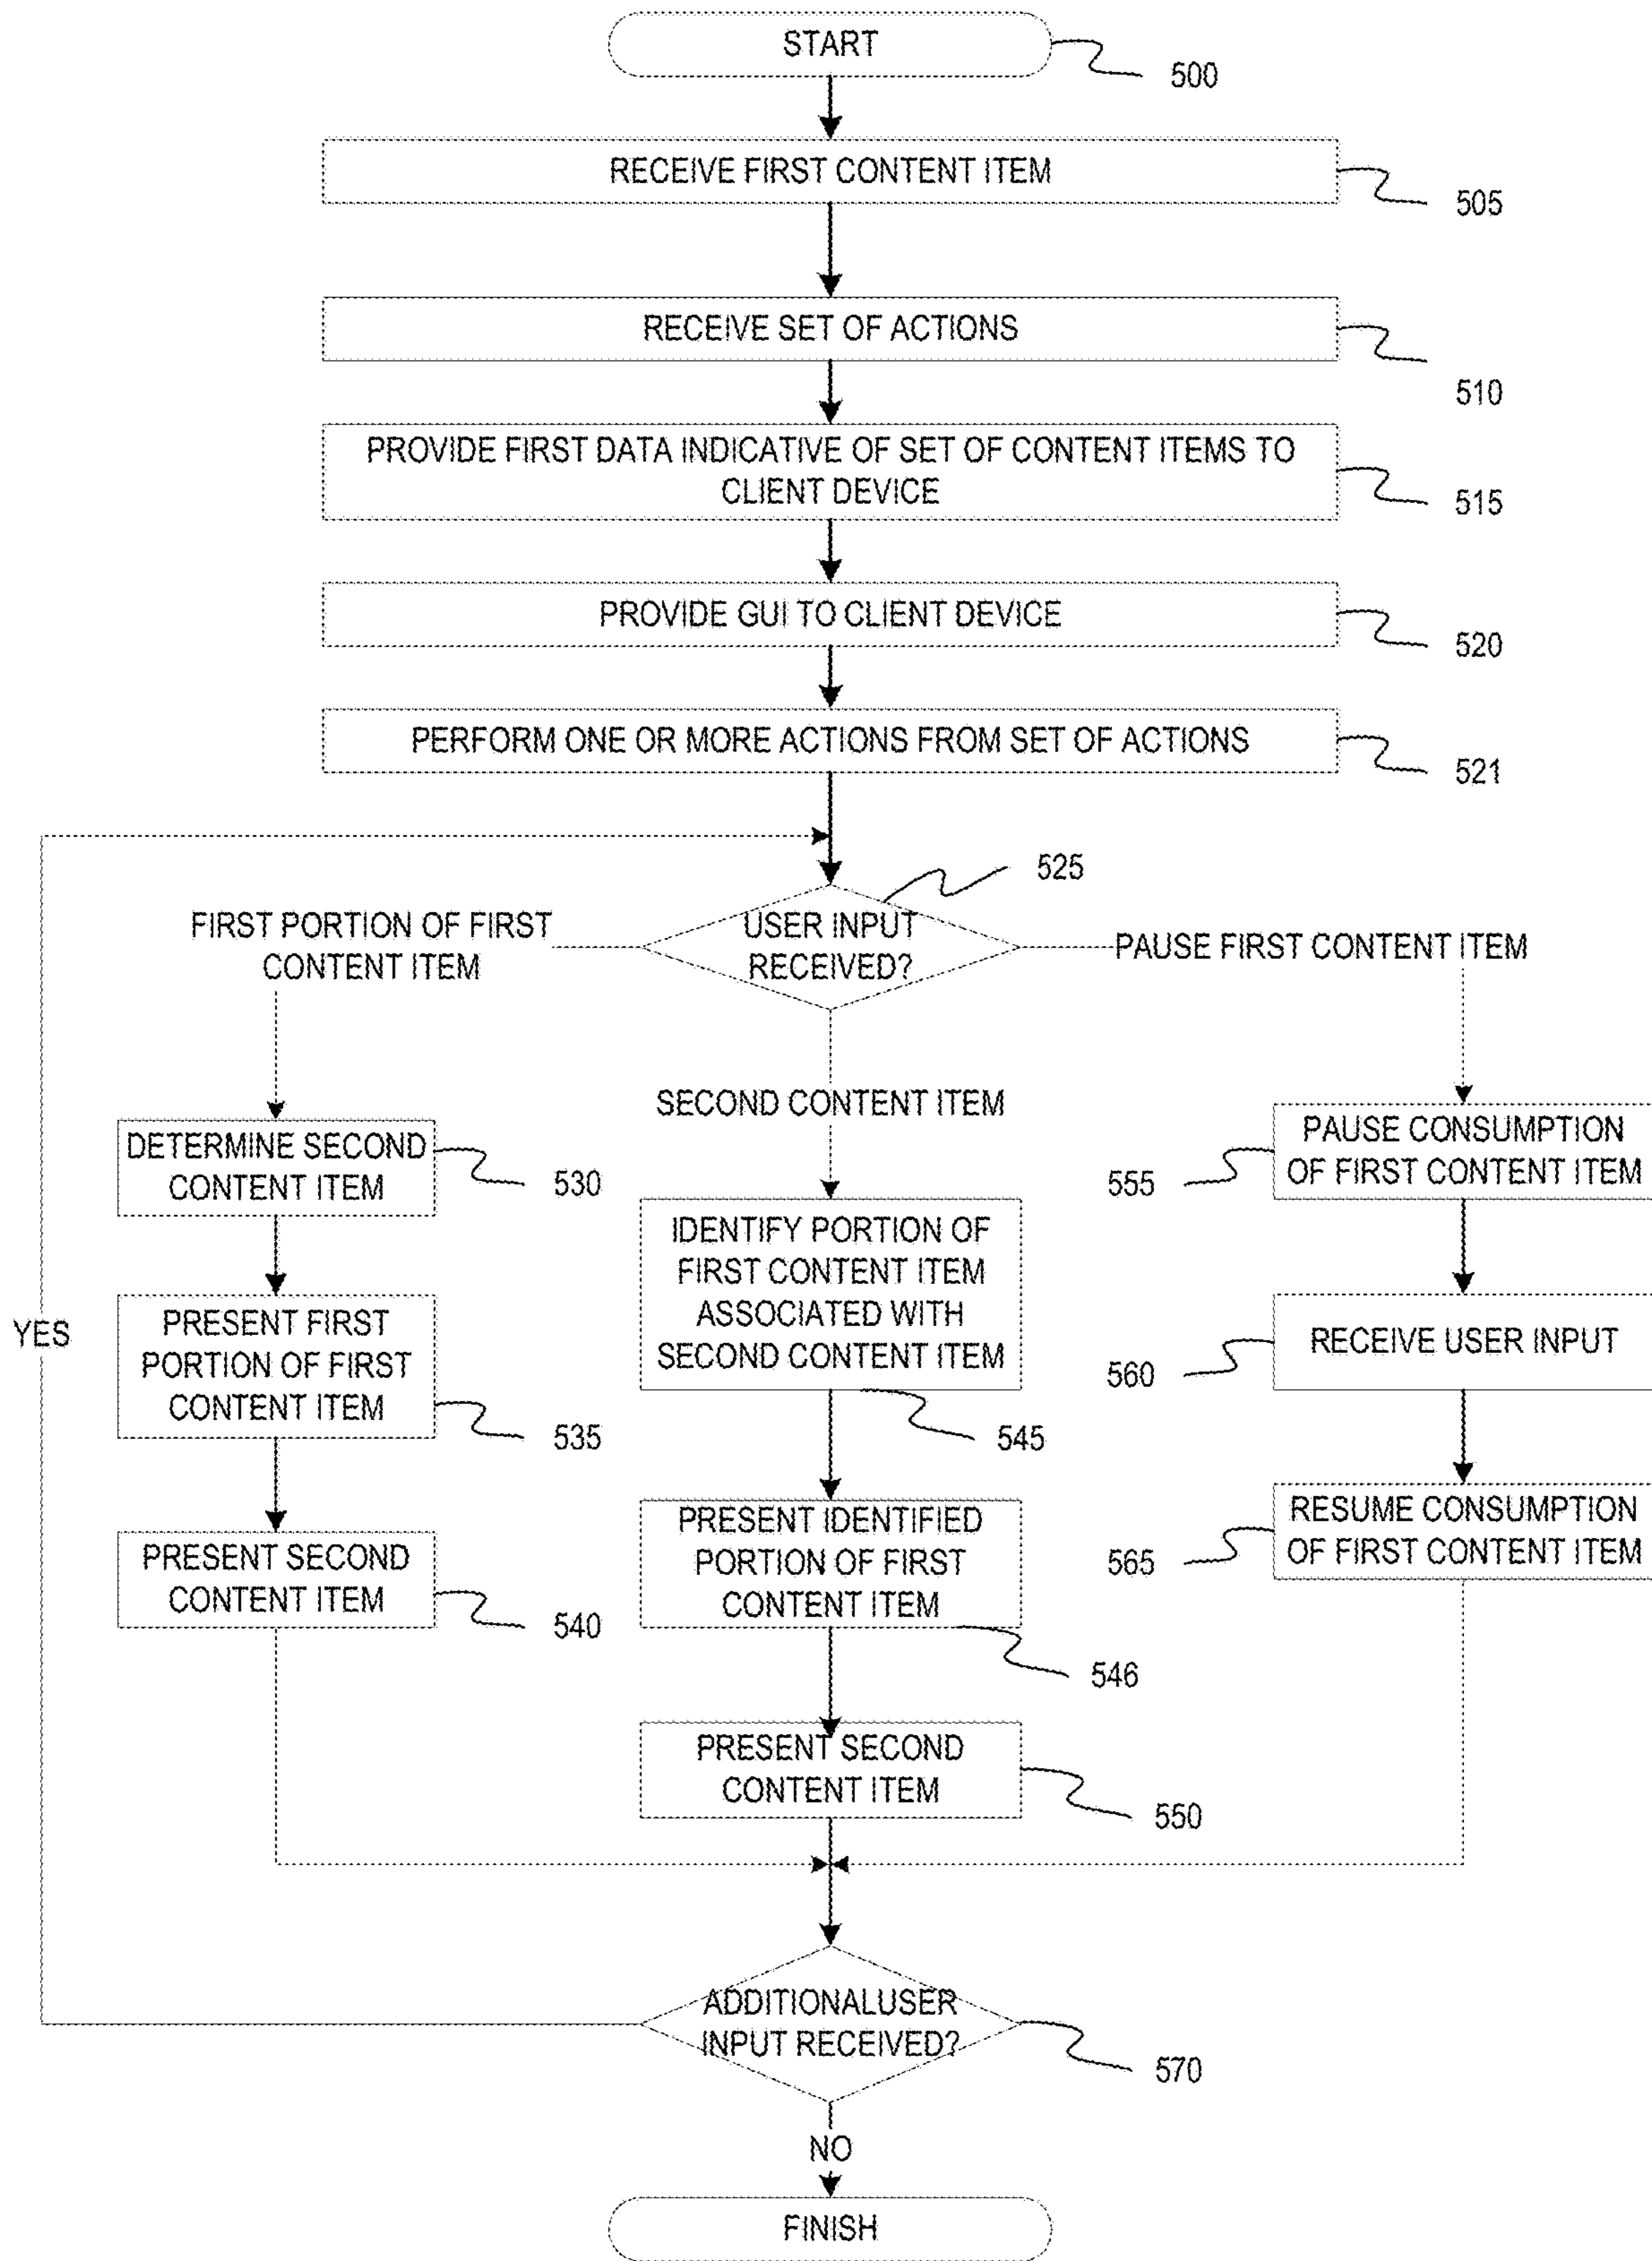 START
500
RECEIVE FIRST CONTENT ITEM
505
RECEIVE SET OF ACTIONS
510
PROVIDE FIRST DATA INDICATIVE OF SET OF CONTENT ITEMS TO
CLIENT DEVICE
515
PROVIDE GUI TO CLIENT DEVICE
520
PERFORM ONE OR MORE ACTIONS FROM SET OF ACTIONS
521
525
USER INPUT
RECEIVED?
FIRST PORTION OF FIRST
CONTENT ITEM
SECOND CONTENT ITEM
PAUSE FIRST CONTENT ITEM
DETERMINE SECOND
CONTENT ITEM
530
PRESENT FIRST
PORTION OF FIRST
CONTENT ITEM
535
PRESENT SECOND
CONTENT ITEM
540
IDENTIFY PORTION OF
FIRST CONTENT ITEM
ASSOCIATED WITH
SECOND CONTENT ITEM
545
PRESENT IDENTIFIED
PORTION OF FIRST
CONTENT ITEM
546
PRESENT SECOND
CONTENT ITEM
550
PAUSE CONSUMPTION
OF FIRST CONTENT ITEM
555
RECEIVE USER INPUT
560
RESUME CONSUMPTION
OF FIRST CONTENT ITEM
565
YES
ADDITIONALUSER
INPUT RECEIVED?
570
NO
FINISH